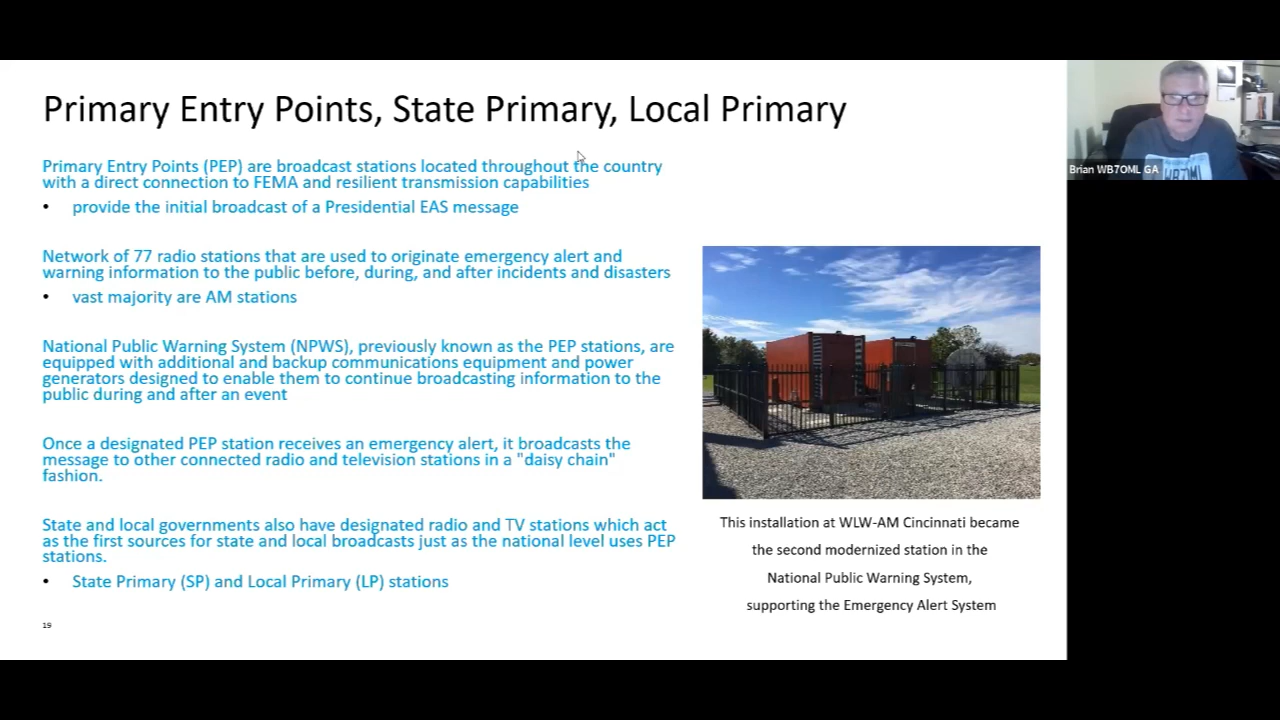 Primary Entry Points, State Primary, Local Primary
Primary Entry Points (PEP) are broadcast stations located throughout the country
with a direct connection to FEMA and resilient transmission capabilities
• provide the initial broadcast of a Presidential EAS message
Network of 77 radio stations that are used to originate emergency alert and
warning information to the public before, during, and after incidents and disasters
• vast majority are AM stations
National Public Warning System (NPWS), previously known as the PEP stations, are
equipped with additional and backup communications equipment and power
generators designed to enable them to continue broadcasting information to the
public during and after an event
Once a designated PEP station receives an emergency alert, it broadcasts the
message to other connected radio and television stations in a "daisy chain"
fashion.
State and local governments also have designated radio and TV stations which act
as the first sources for state and local broadcasts just as the national level uses PEP
stations.
• State Primary (SP) and Local Primary (LP) stations
19
This installation at WLW-AM Cincinnati became
the second modernized station in the
National Public Warning System,
supporting the Emergency Alert System
WB7OML
Brian WB7OML GA